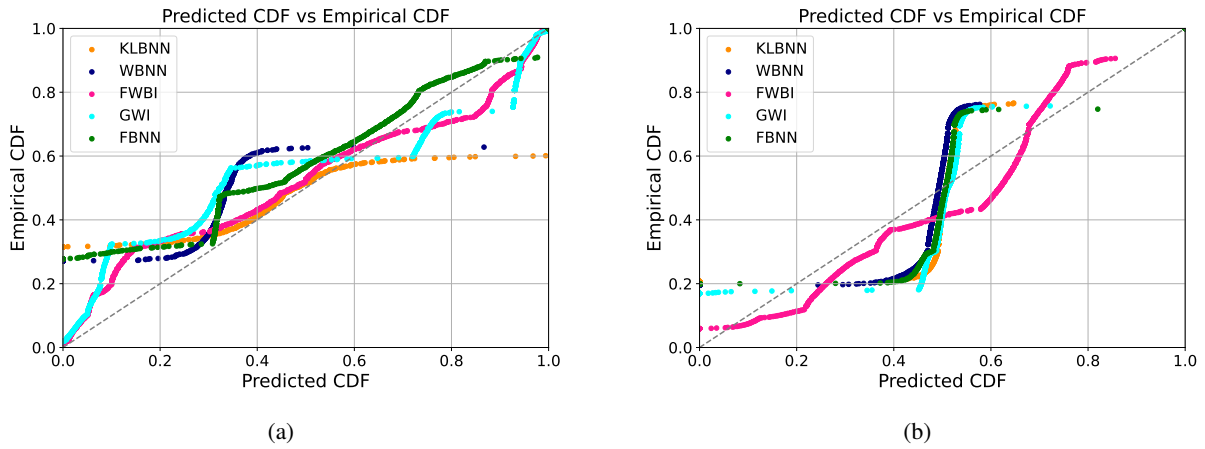 Predicted CDF vs Empirical CDF
1.0
0.8
0.6
0.4
0.2
0.0
Empirical CDF
KLBNN
WBNN
FWBI
GWI
FBNN
0.0 0.2 0.4 0.6 0.8 1.0
Predicted CDF
(a)
Predicted CDF vs Empirical CDF
1.0
0.8
0.6
0.4
0.2
0.0
Empirical CDF
KLBNN
WBNN
FWBI
GWI
FBNN
0.0 0.2 0.4 0.6 0.8 1.0
Predicted CDF
(b)